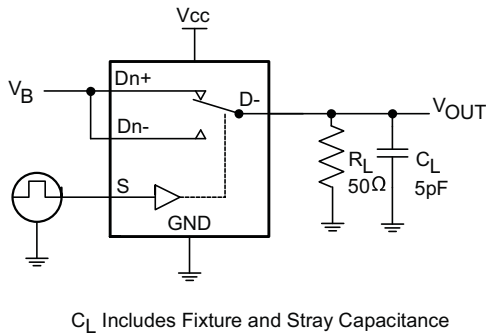 Vcc
VB
Dn+
D-
VOUT
Dn-
S
RL
50Ω
CL
5pF
GND
CL Includes Fixture and Stray Capacitance